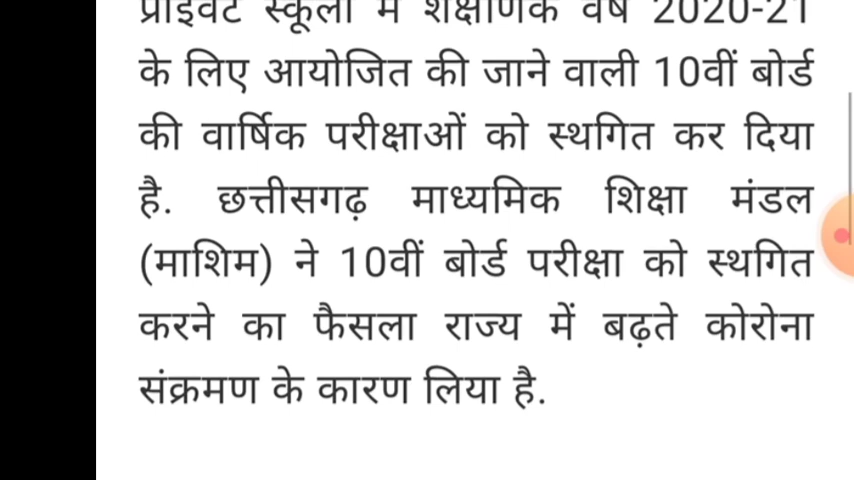 प्राइवेट स्कूलों में शैक्षणिक वर्ष 2020-21
के लिए आयोजित की जाने वाली 10वीं बोर्ड
की वार्षिक परीक्षाओं को स्थगित कर दिया
है. छत्तीसगढ़ माध्यमिक शिक्षा मंडल
(माशिम) ने 10वीं बोर्ड परीक्षा को स्थगित
करने का फैसला राज्य में बढ़ते कोरोना
संक्रमण के कारण लिया है.